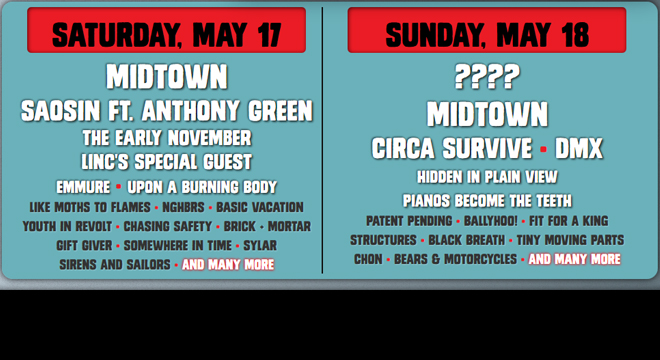 SATURDAY, MAY 17
MIDTOWN
SAOSIN FT. ANTHONY GREEN
THE EARLY NOVEMBER
LINC'S SPECIAL GUEST
EMMURE • UPON A BURNING BODY
LIKE MOTHS TO FLAMES • NGHBRS • BASIC VACATION
YOUTH IN REVOLT • CHASING SAFETY • BRICK • MORTAR
GIFT GIVER • SOMEWHERE IN TIME • SYLAR
SIRENS AND SAILORS • AND MANY MORE
SUNDAY, MAY 18
????
MIDTOWN
CIRCA SURVIVE • DMX
HIDDEN IN PLAIN VIEW
PIANOS BECOME THE TEETH
PATENT PENDING • BALLYHOO! • FIT FOR A KING
STRUCTURES • BLACK BREATH • TINY MOVING PARTS
CHON • BEARS & MOTORCYCLES • AND MANY MORE